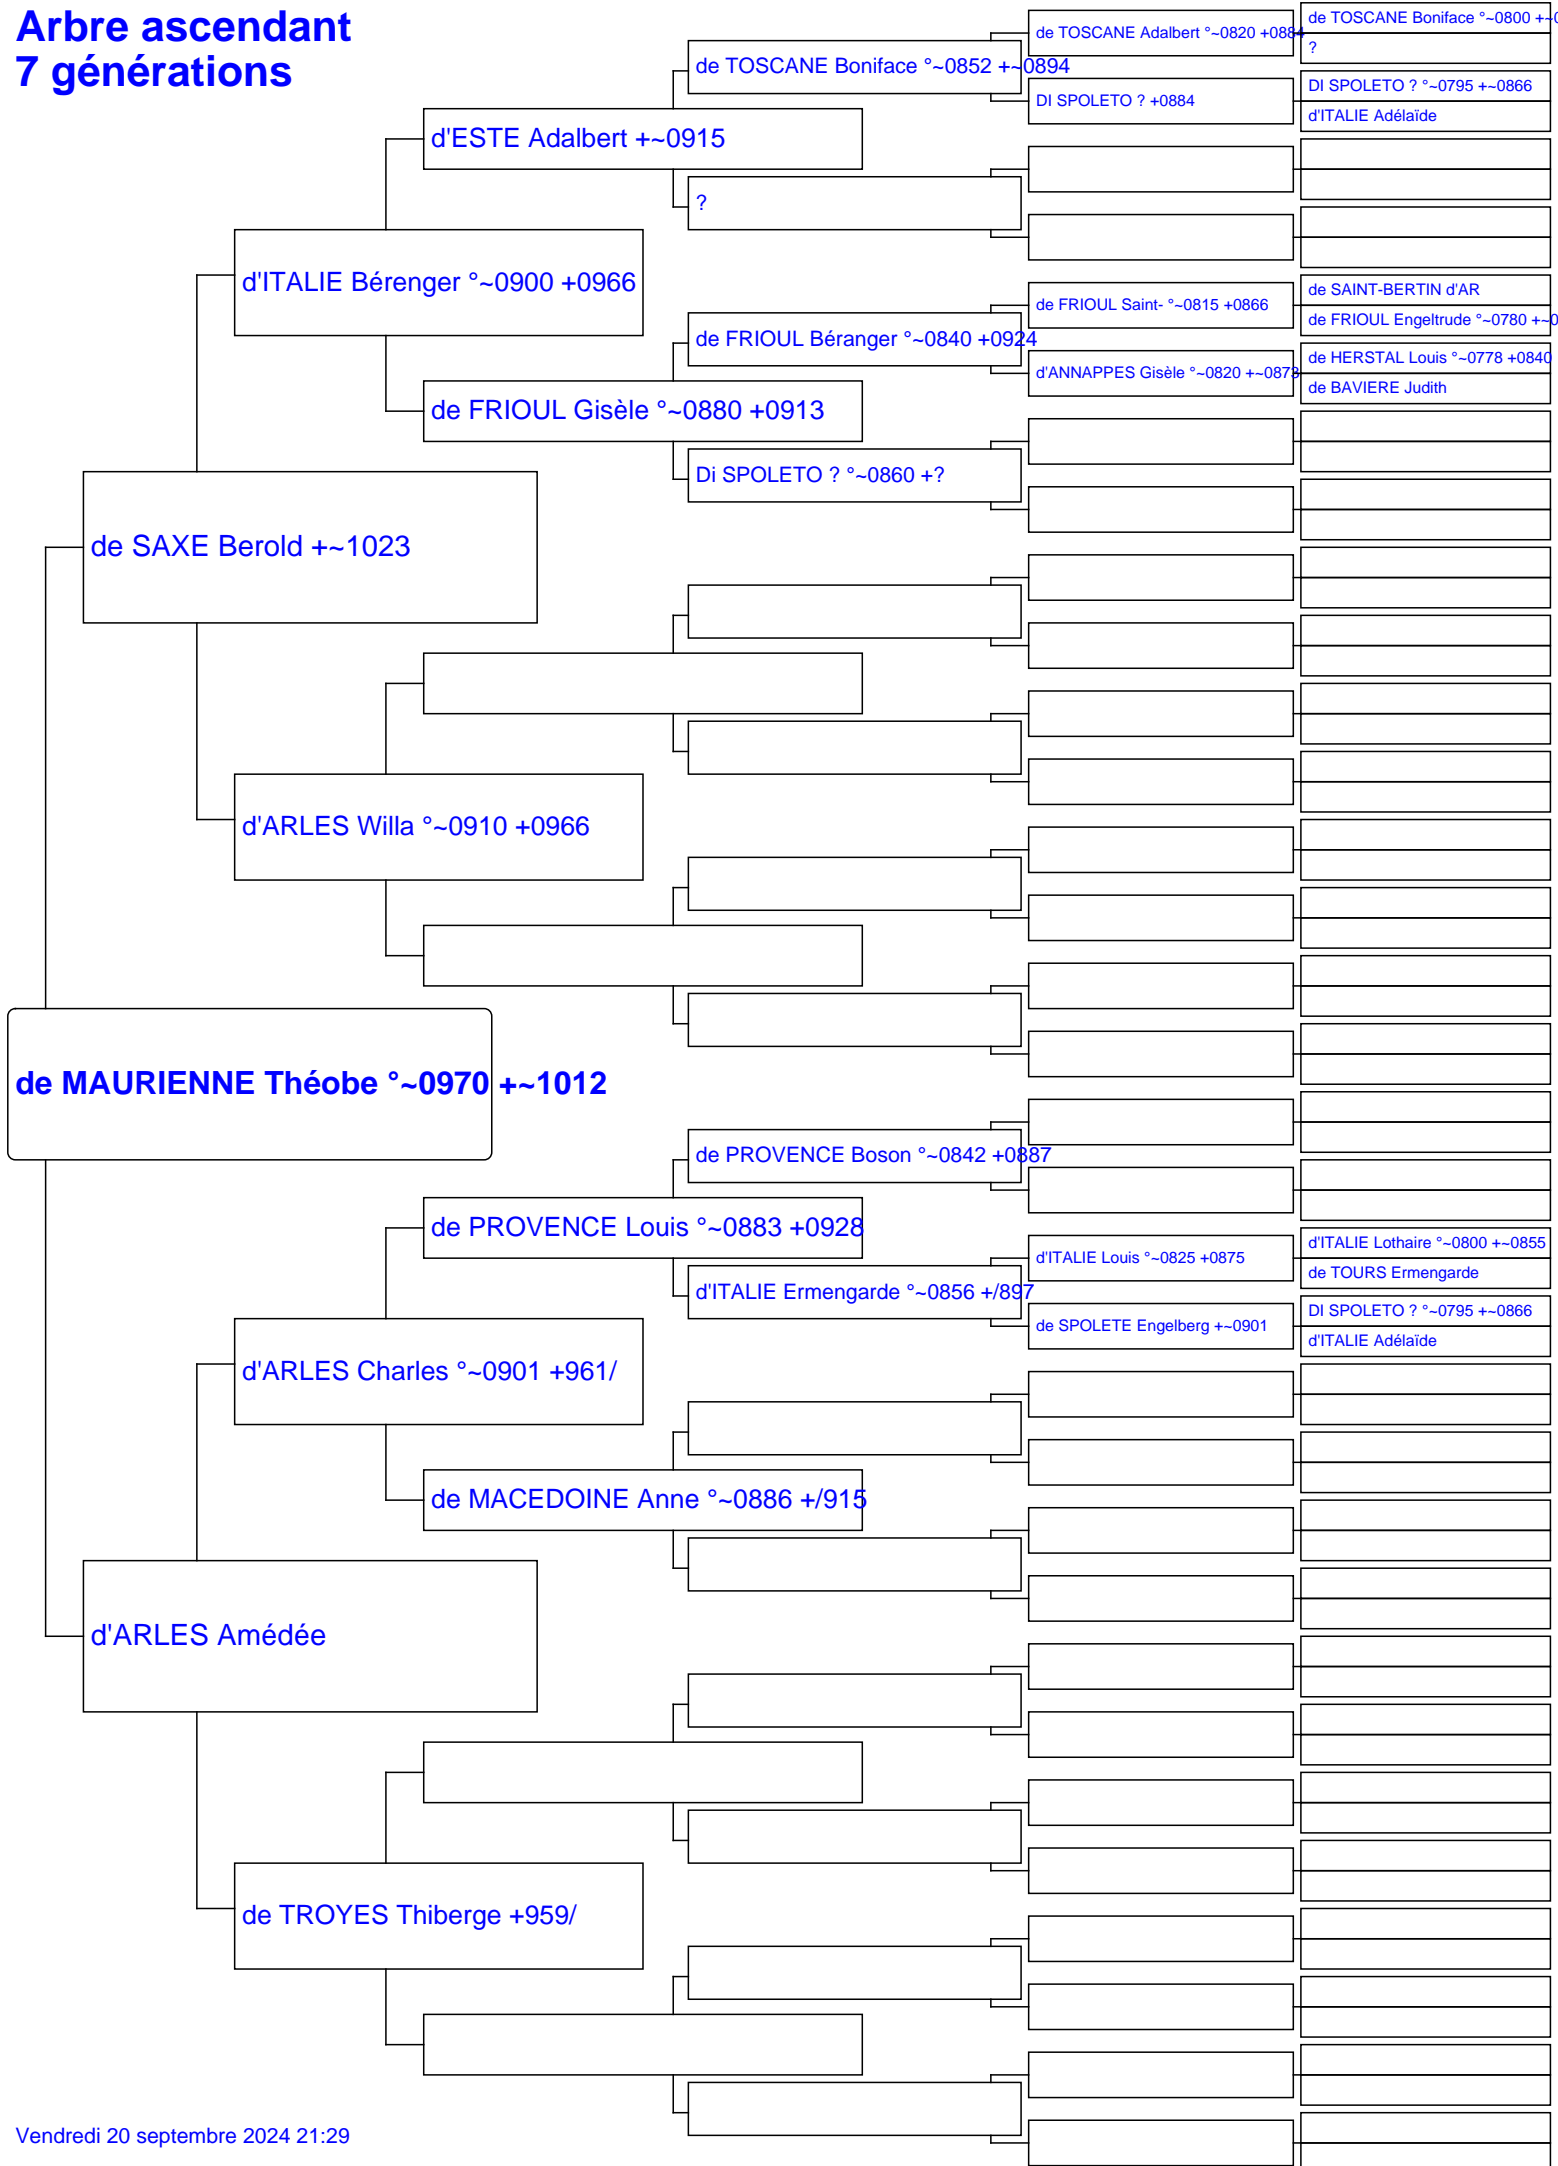 Arbre ascendant
7 générations
de TOSCANE Boniface °~0800 +~0
de TOSCANE Adalbert °~0820 +0884
?
de TOSCANE Boniface °~0852 +~0894
DI SPOLETO ? °~0795 +~0866
DI SPOLETO ? +0884
d'ITALIE Adélaïde
d'ESTE Adalbert +~0915
?
d'ITALIE Bérenger °~0900 +0966
de SAINT-BERTIN d'AR
de FRIOUL Saint- °~0815 +0866
de FRIOUL Engeltrude °~0780 +~0
de FRIOUL Béranger °~0840 +0924
de HERSTAL Louis °~0778 +0840
d'ANNAPPES Gisèle °~0820 +~0873
de BAVIERE Judith
de FRIOUL Gisèle °~0880 +0913
Di SPOLETO ? °~0860 +?
de SAXE Berold +~1023
d'ARLES Willa °~0910 +0966
de MAURIENNE Théobe °~0970 +~1012
de PROVENCE Boson °~0842 +0887
de PROVENCE Louis °~0883 +0928
d'ITALIE Lothaire °~0800 +~0855
d'ITALIE Louis °~0825 +0875
de TOURS Ermengarde
d'ITALIE Ermengarde °~0856 +/897
DI SPOLETO ? °~0795 +~0866
de SPOLETE Engelberg +~0901
d'ITALIE Adélaïde
d'ARLES Charles °~0901 +961/
de MACEDOINE Anne °~0886 +/915
d'ARLES Amédée
de TROYES Thiberge +959/
Vendredi 20 septembre 2024 21:29